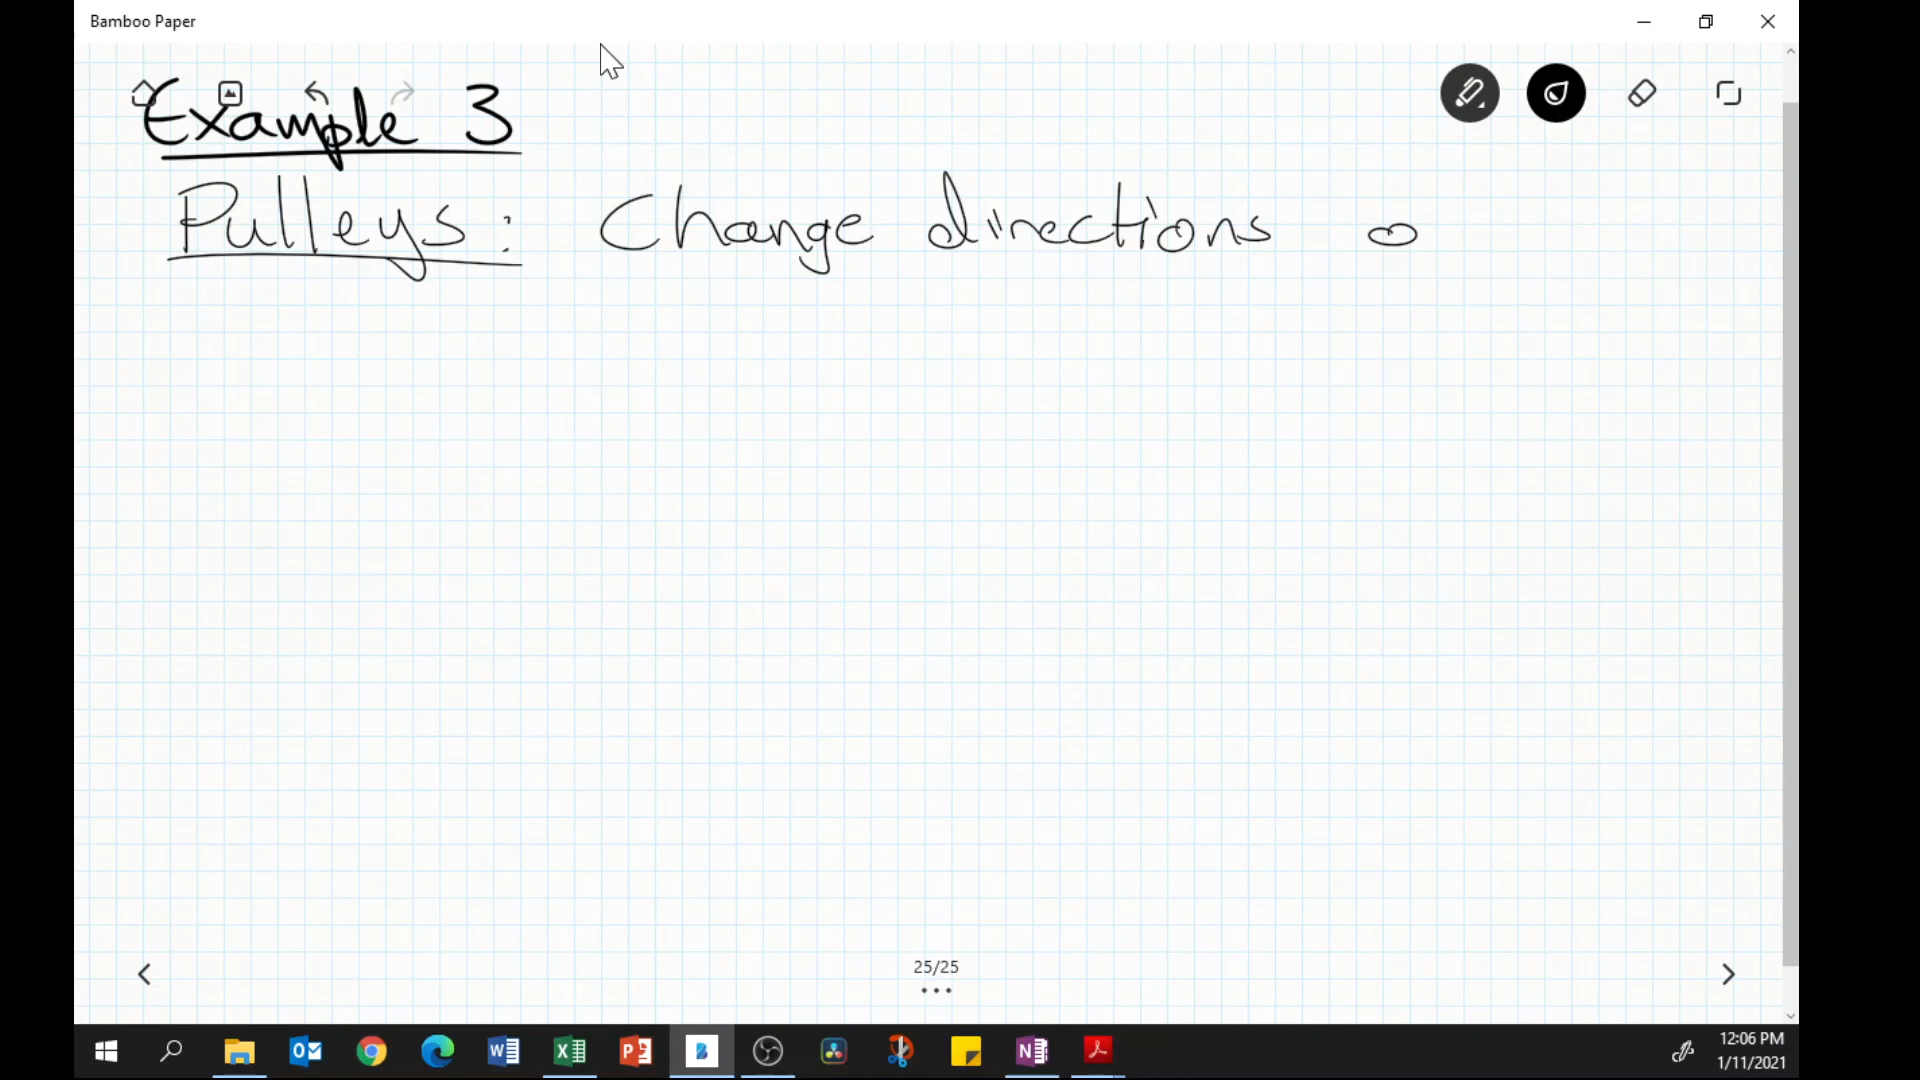 Bamboo Paper
Example 3
Pulleys: Change directions o
25/25
12:06 PM
1/11/2021